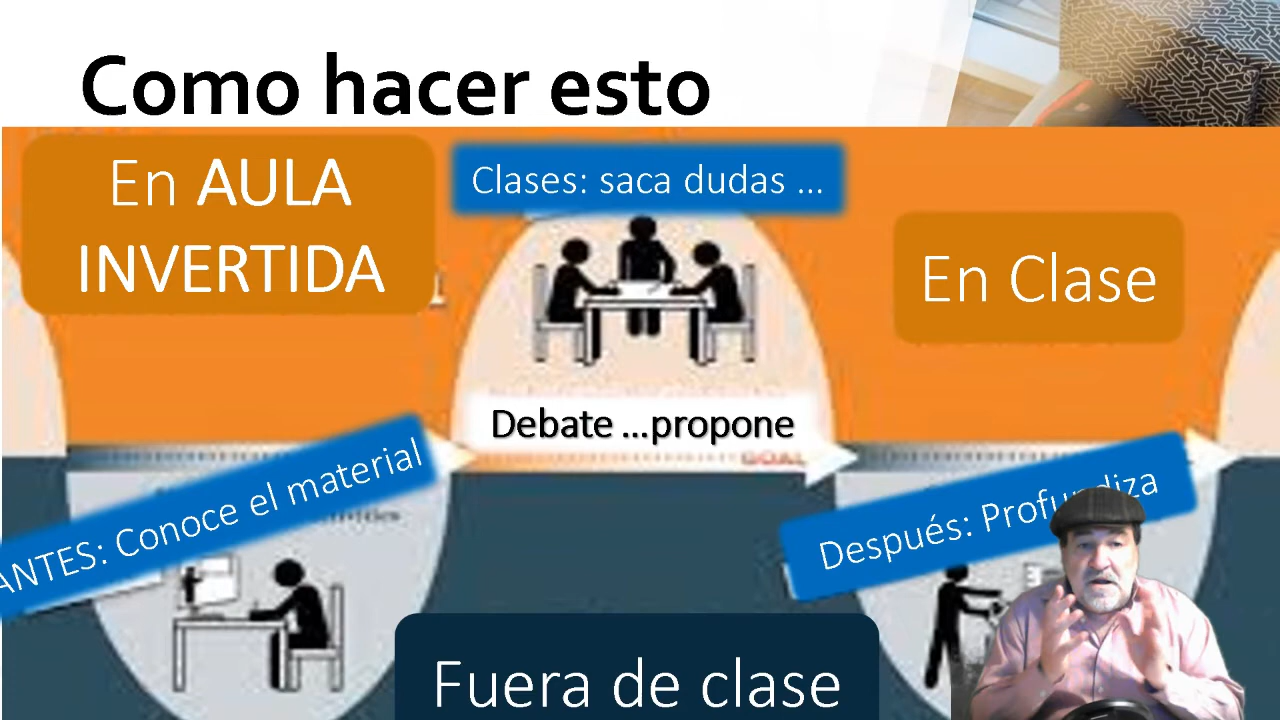 Como hacer esto
En AULA
INVERTIDA
Clases: saca dudas ...
En Clase
Debate ...propone
ANTES: Conoce el material
Después: Profundiza
Fuera de clase